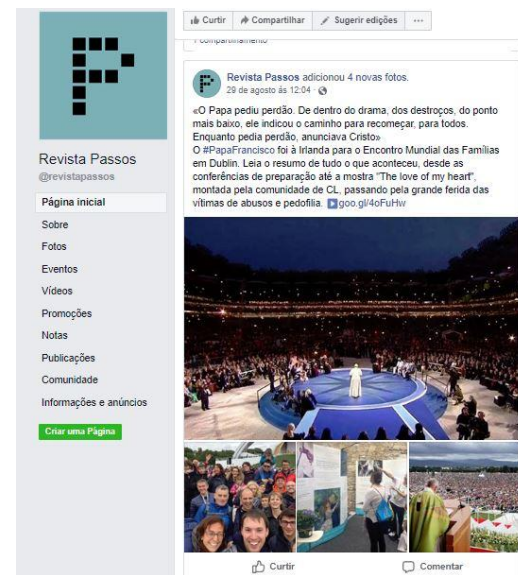 Curtir
Compartilhar
Sugerir edições
1 compartilhamento
Revista Passos adicionou 4 novas fotos.
29 de agosto às 12:04 ·
«O Papa pediu perdão. De dentro do drama, dos destroços, do ponto
mais baixo, ele indicou o caminho para recomeçar, para todos.
Enquanto pedia perdão, anunciava Cristo»
O #PapaFrancisco foi à Irlanda para o Encontro Mundial das Famílias
em Dublin. Leia o resumo de tudo o que aconteceu, desde as
conferências de preparação até a mostra "The love of my heart",
montada pela comunidade de CL, passando pela grande ferida das
vítimas de abusos e pedofilia. goo.gl/4oFuHw
Curtir
Comentar
P
Revista Passos
@revistapassos
Página inicial
Sobre
Fotos
Eventos
Vídeos
Promoções
Notas
Publicações
Comunidade
Informações e anúncios
Criar uma Página